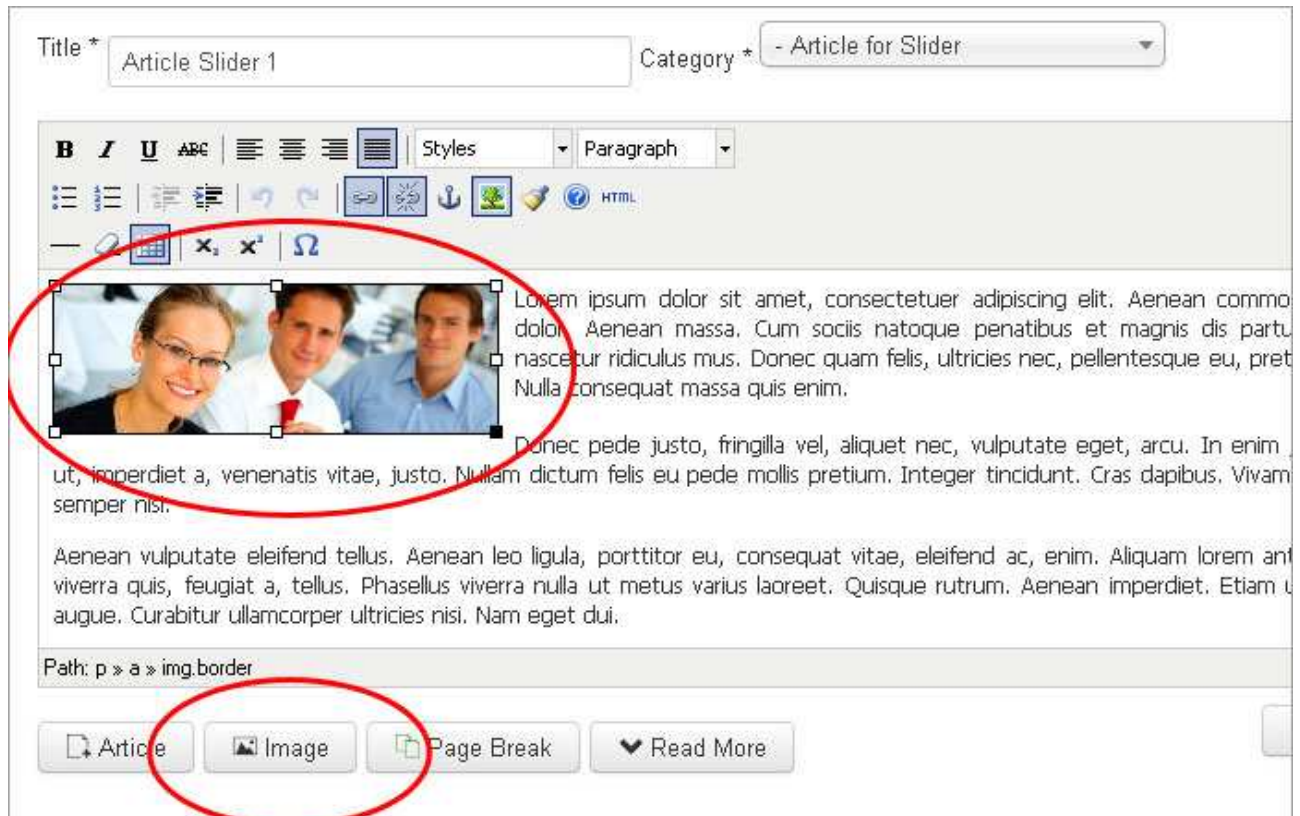 Title * Article Slider 1 Category * - Article for Slider
B I U ABC Styles Paragraph
HTML
x₂ x² Ω
Lorem ipsum dolor sit amet, consectetuer adipiscing elit. Aenean commo
dolor. Aenean massa. Cum sociis natoque penatibus et magnis dis partu
nascetur ridiculus mus. Donec quam felis, ultricies nec, pellentesque eu, pret
Nulla consequat massa quis enim.
Donec pede justo, fringilla vel, aliquet nec, vulputate eget, arcu. In enim
ut, imperdiet a, venenatis vitae, justo. Nullam dictum felis eu pede mollis pretium. Integer tincidunt. Cras dapibus. Vivam
semper nisi.
Aenean vulputate eleifend tellus. Aenean leo ligula, porttitor eu, consequat vitae, eleifend ac, enim. Aliquam lorem ant
viverra quis, feugiat a, tellus. Phasellus viverra nulla ut metus varius laoreet. Quisque rutrum. Aenean imperdiet. Etiam u
augue. Curabitur ullamcorper ultricies nisi. Nam eget dui.
Path: p » a » img.border
Article Image Page Break Read More